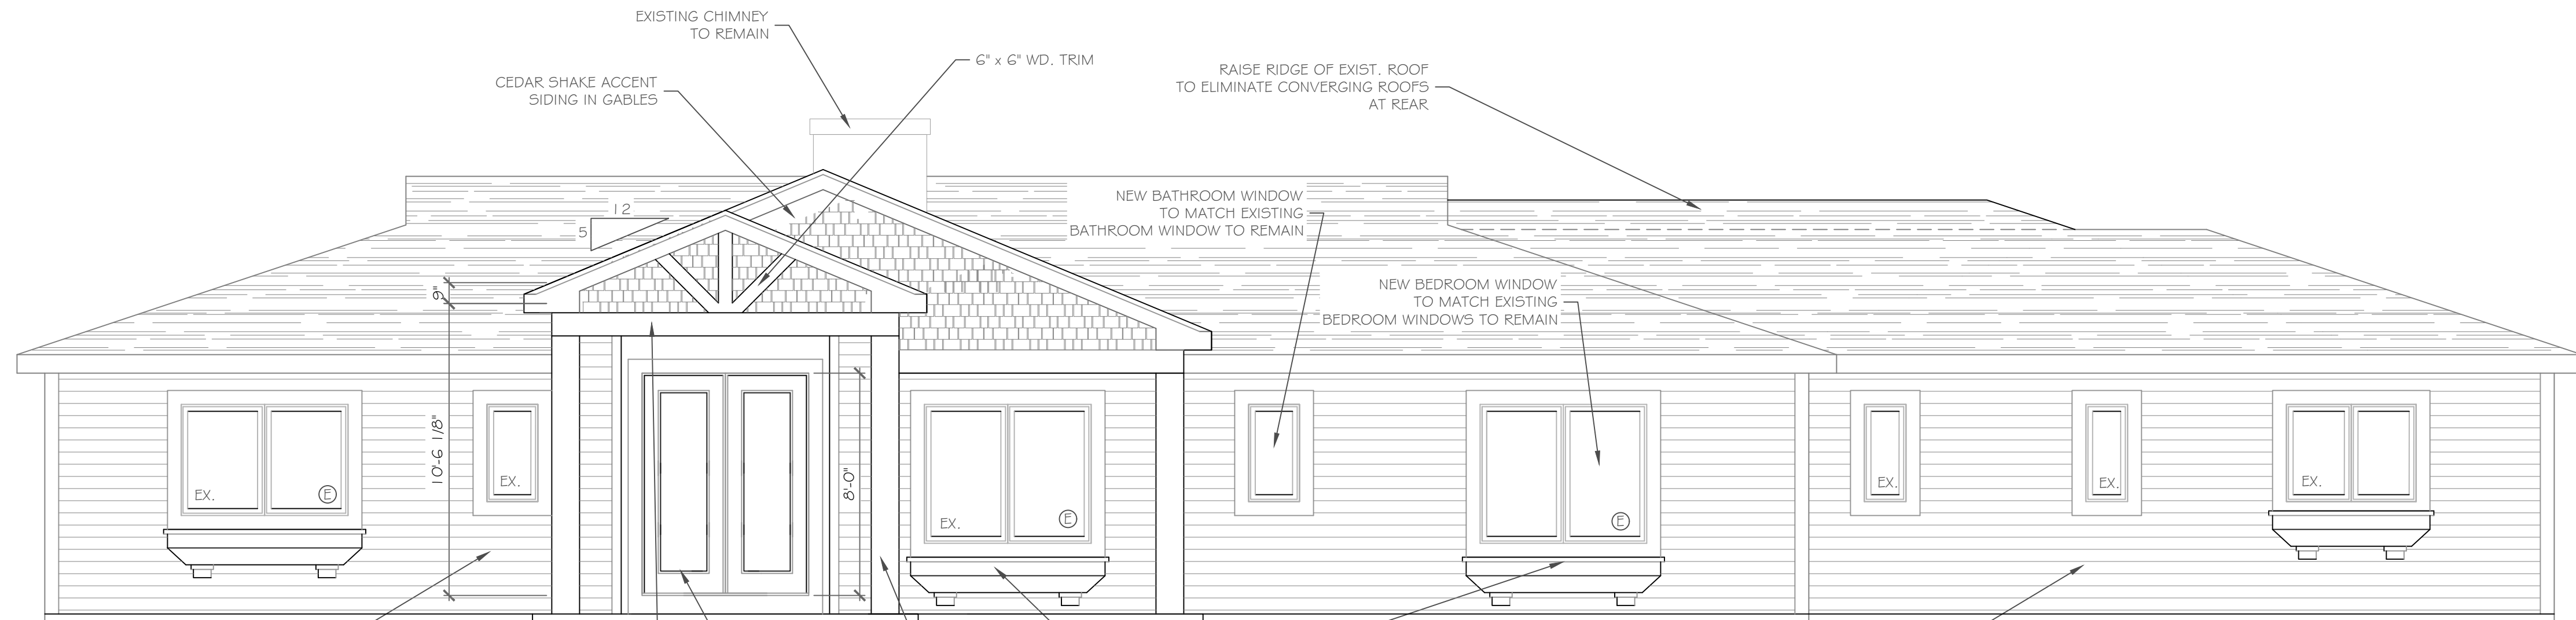 EXISTING CHIMNEY
TO REMAIN
6" x 6" WD. TRIM
CEDAR SHAKE ACCENT
SIDING IN GABLES
RAISE RIDGE OF EXIST. ROOF
TO ELIMINATE CONVERGING ROOFS
AT REAR
NEW BATHROOM WINDOW
TO MATCH EXISTING
BATHROOM WINDOW TO REMAIN
12
5
NEW BEDROOM WINDOW
TO MATCH EXISTING
BEDROOM WINDOWS TO REMAIN
9"
10'-6 1/8"
8'-0"
EX.
E
EX.
EX.
E
E
EX.
EX.
EX.